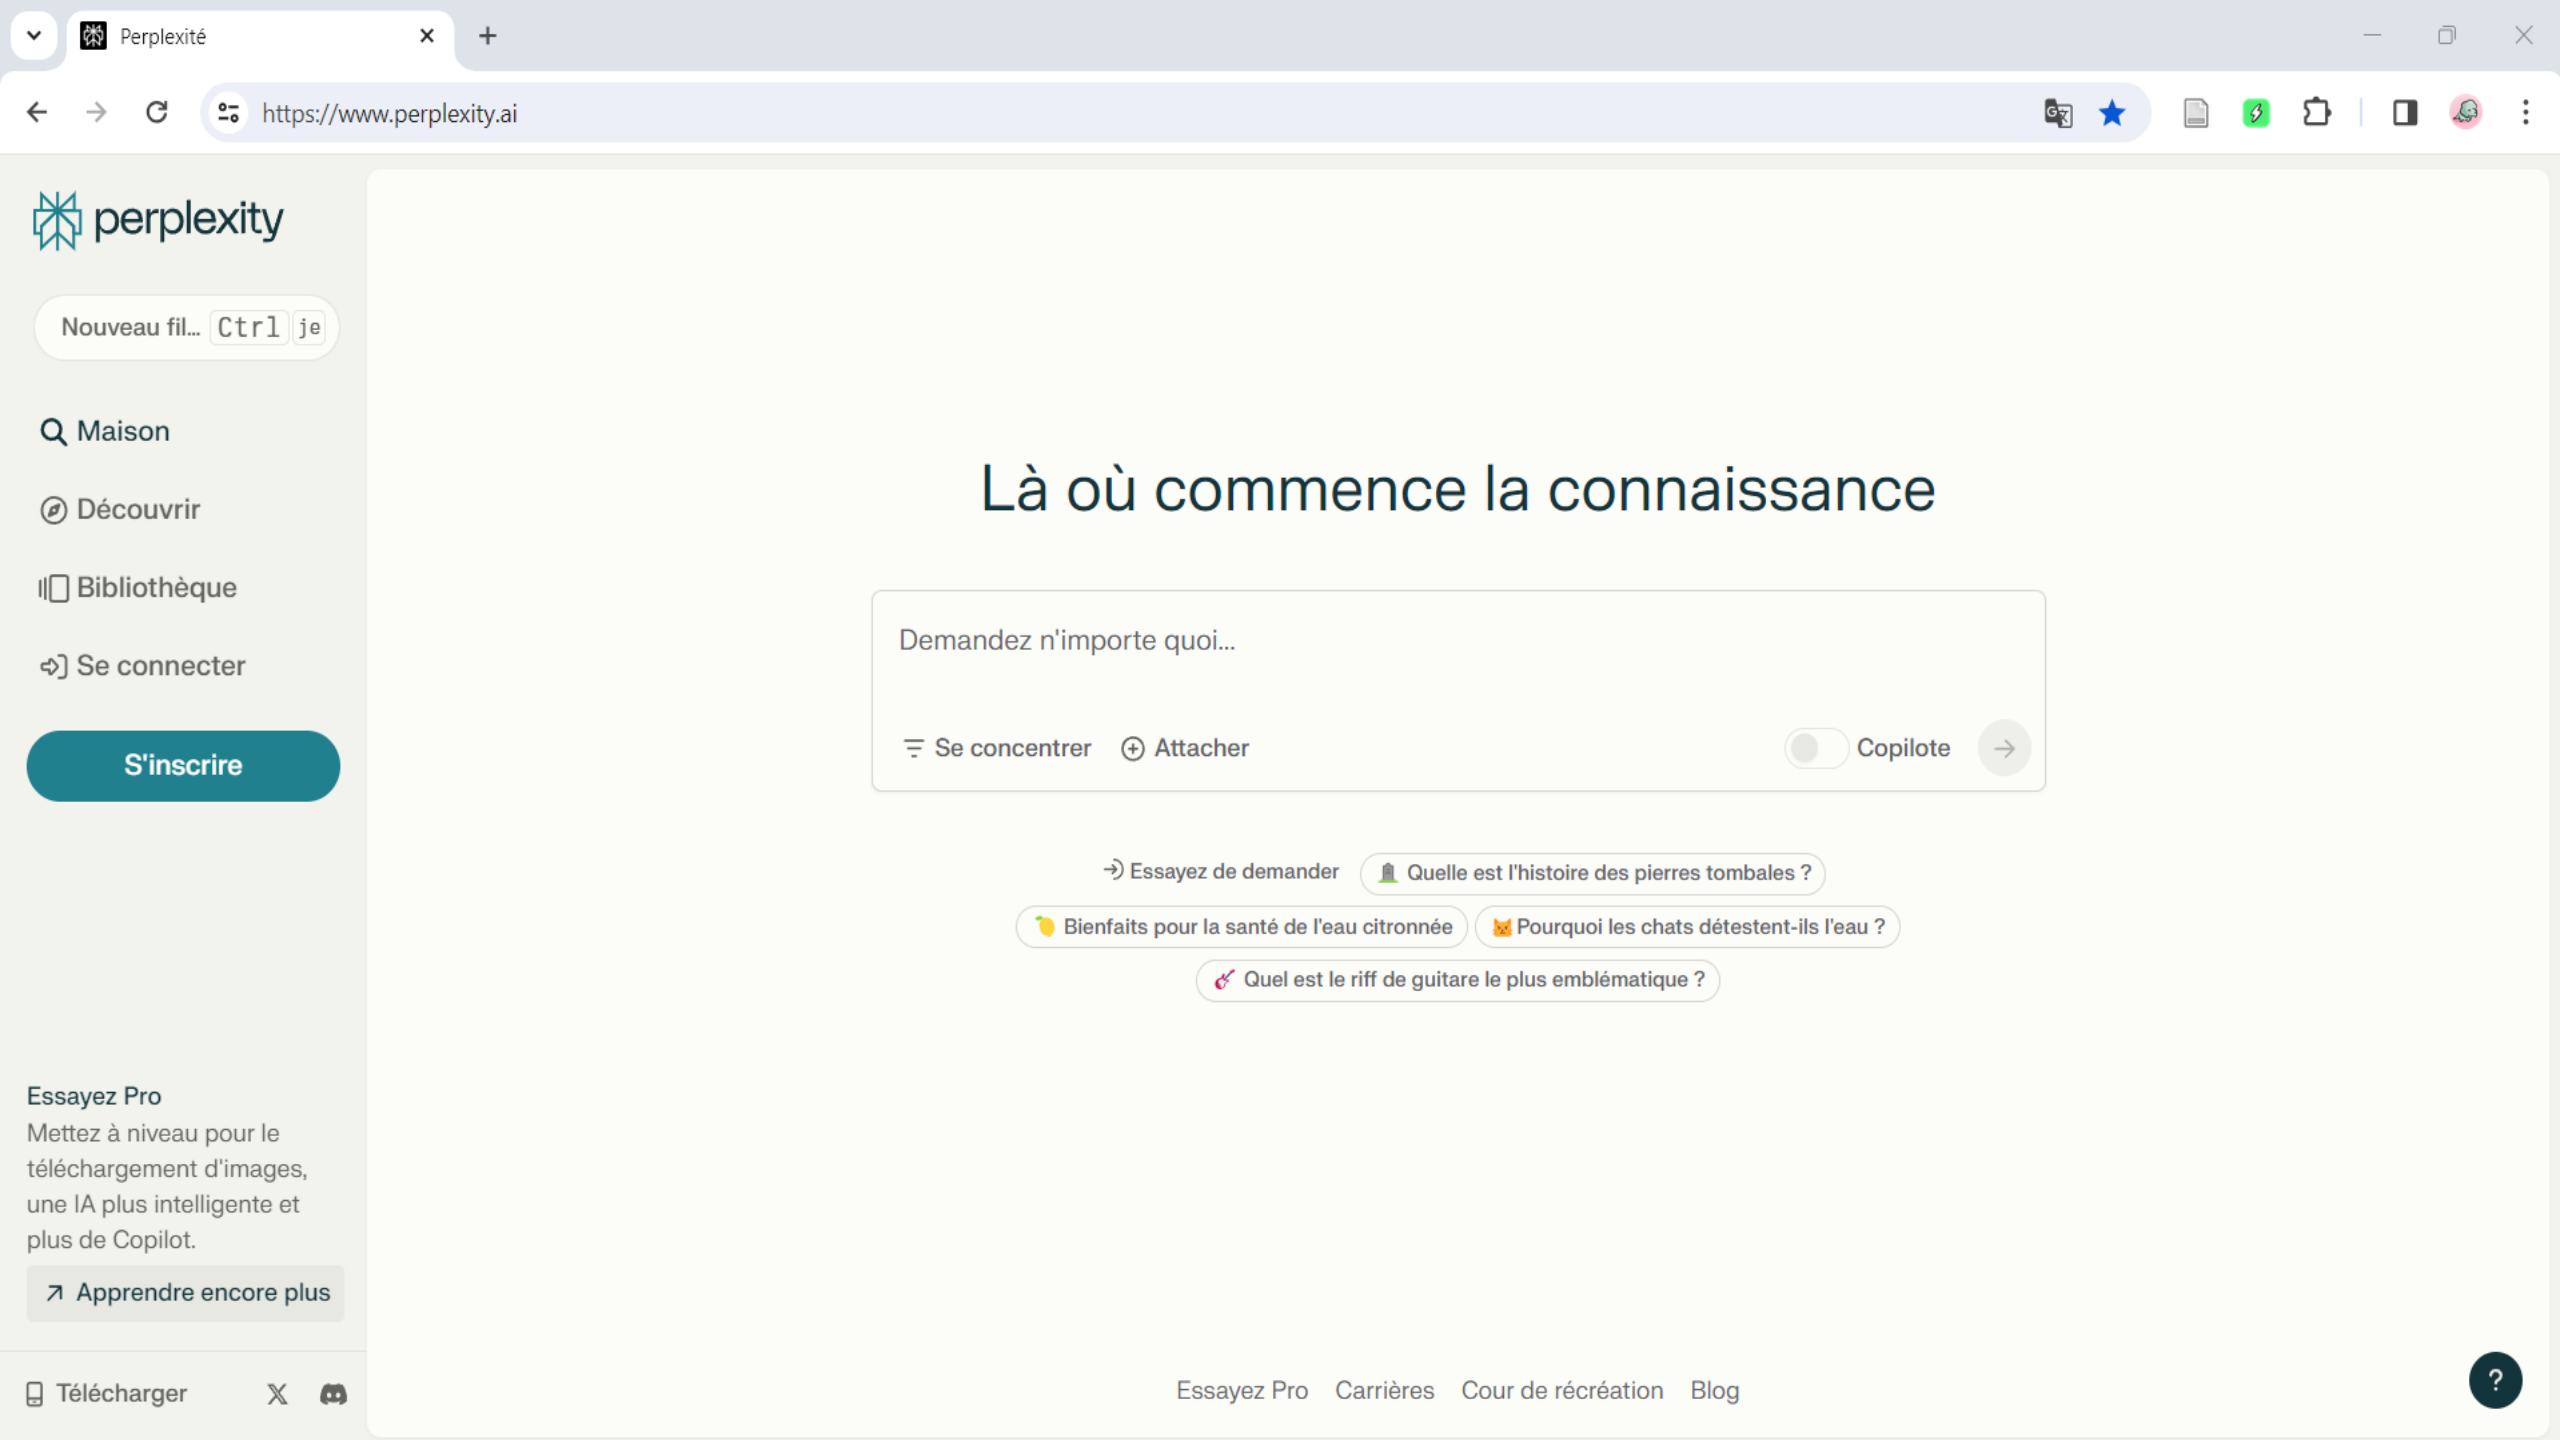 Perplexité
https://www.perplexity.ai
perplexity
Nouveau fil... Ctrl je
Maison
Découvrir
Bibliothèque
Se connecter
S'inscrire
Là où commence la connaissance
Demandez n'importe quoi...
Se concentrer Attacher Copilote
Essayez de demander Quelle est l'histoire des pierres tombales ?
Bienfaits pour la santé de l'eau citronnée Pourquoi les chats détestent-ils l'eau ?
Quel est le riff de guitare le plus emblématique ?
Essayez Pro
Mettez à niveau pour le
téléchargement d'images,
une IA plus intelligente et
plus de Copilot.
Apprendre encore plus
Télécharger
Essayez Pro Carrières Cour de récréation Blog
?